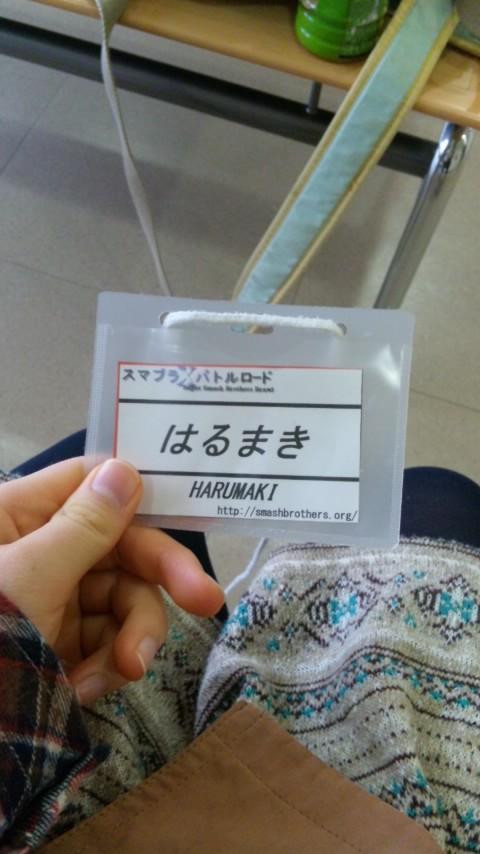 スマブラXバトルロード
Super Smash Brothers Brawl
はるまき
HARUMAKI
http://smashbrothers.org/